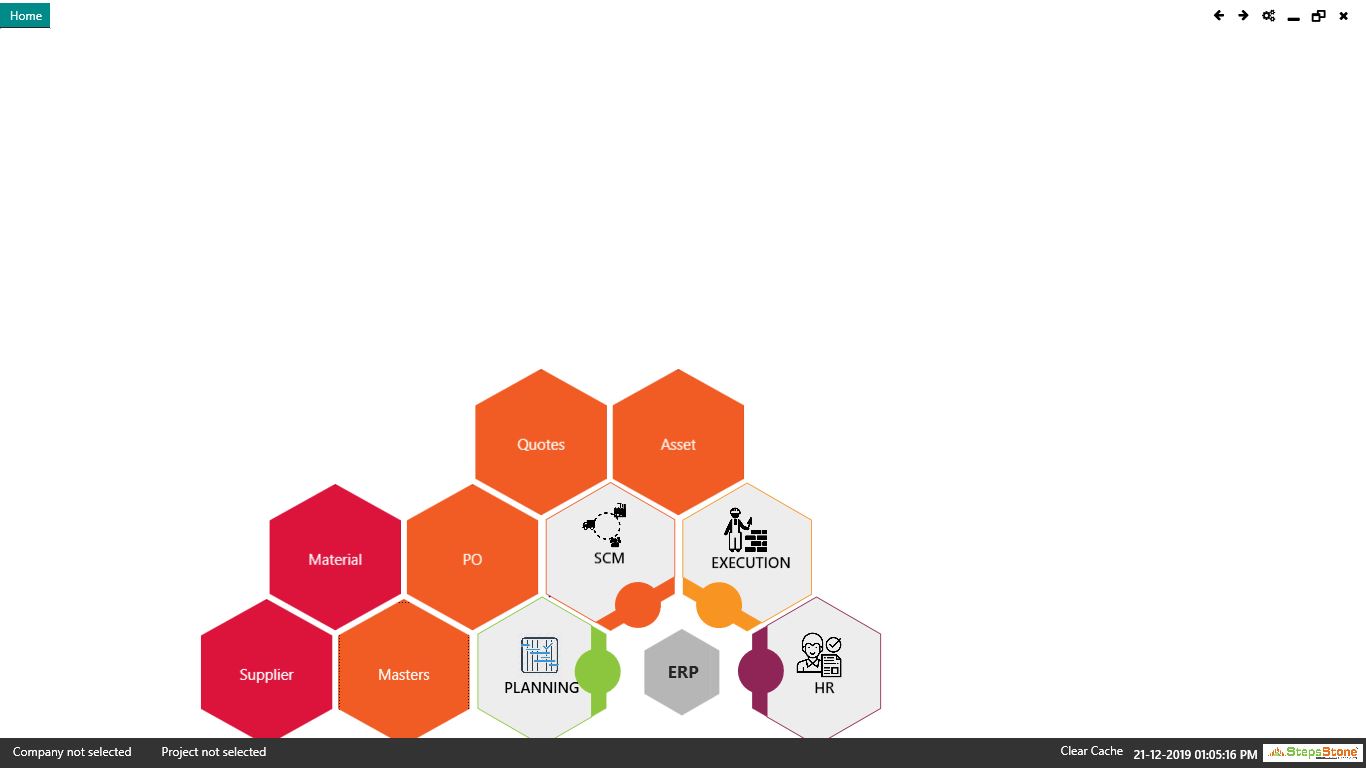 Home
Quotes
Asset
Material
PO
SCM
EXECUTION
Supplier
Masters
PLANNING
ERP
HR
Company not selected
Project not selected
Clear Cache
21-12-2019 01:05:16 PM
StepsStone